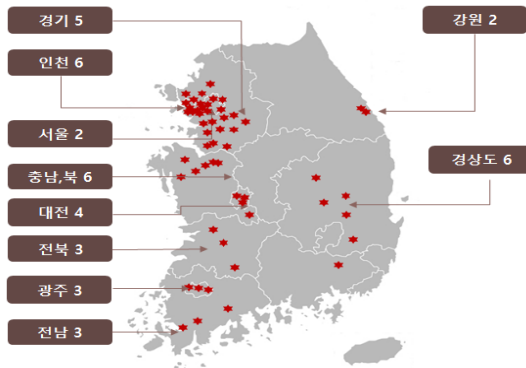 경기 5
인천 6
서울 2
충남,북 6
대전 4
전북 3
광주 3
전남 3
강원 2
경상도 6